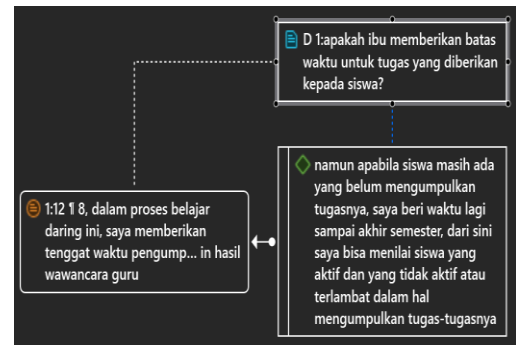 D 1:apakah ibu memberikan batas
waktu untuk tugas yang diberikan
kepada siswa?
1:12 ¶ 8, dalam proses belajar
daring ini, saya memberikan
tenggat waktu pengump... in hasil
wawancara guru
namun apabila siswa masih ada
yang belum mengumpulkan
tugasnya, saya beri waktu lagi
sampai akhir semester, dari sini
saya bisa menilai siswa yang
aktif dan yang tidak aktif atau
terlambat dalam hal
mengumpulkan tugas-tugasnya